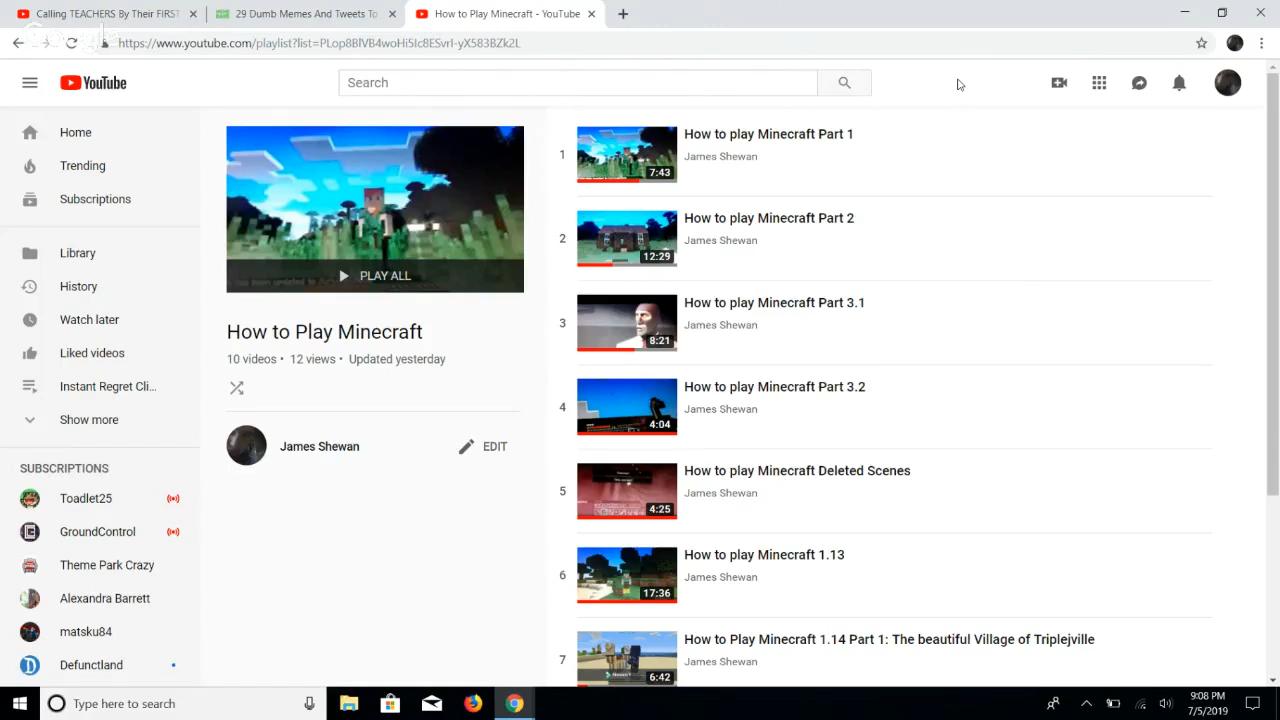 Calling TEACHERS By Their FIRST
29 Dumb Memes And Tweets To
How to Play Minecraft - YouTube
https://www.youtube.com/playlist?list=PLop8BlVB4woHi5Ic8ESvrI-yX583BZk2L
YouTube
Search
Home
Trending
Subscriptions
Library
History
Watch later
Liked videos
Instant Regret Cli...
Show more
SUBSCRIPTIONS
Toadlet25
GroundControl
Theme Park Crazy
Alexandra Barrett
matsku84
Defunctland
PLAY ALL
How to Play Minecraft
10 videos • 12 views • Updated yesterday
James Shewan
EDIT
1
7:43
How to play Minecraft Part 1
James Shewan
2
12:29
How to play Minecraft Part 2
James Shewan
3
8:21
How to play Minecraft Part 3.1
James Shewan
4
4:04
How to play Minecraft Part 3.2
James Shewan
5
4:25
How to play Minecraft Deleted Scenes
James Shewan
6
17:36
How to play Minecraft 1.13
James Shewan
7
6:42
How to Play Minecraft 1.14 Part 1: The beautiful Village of Triplejville
James Shewan
Type here to search
9:08 PM
7/5/2019